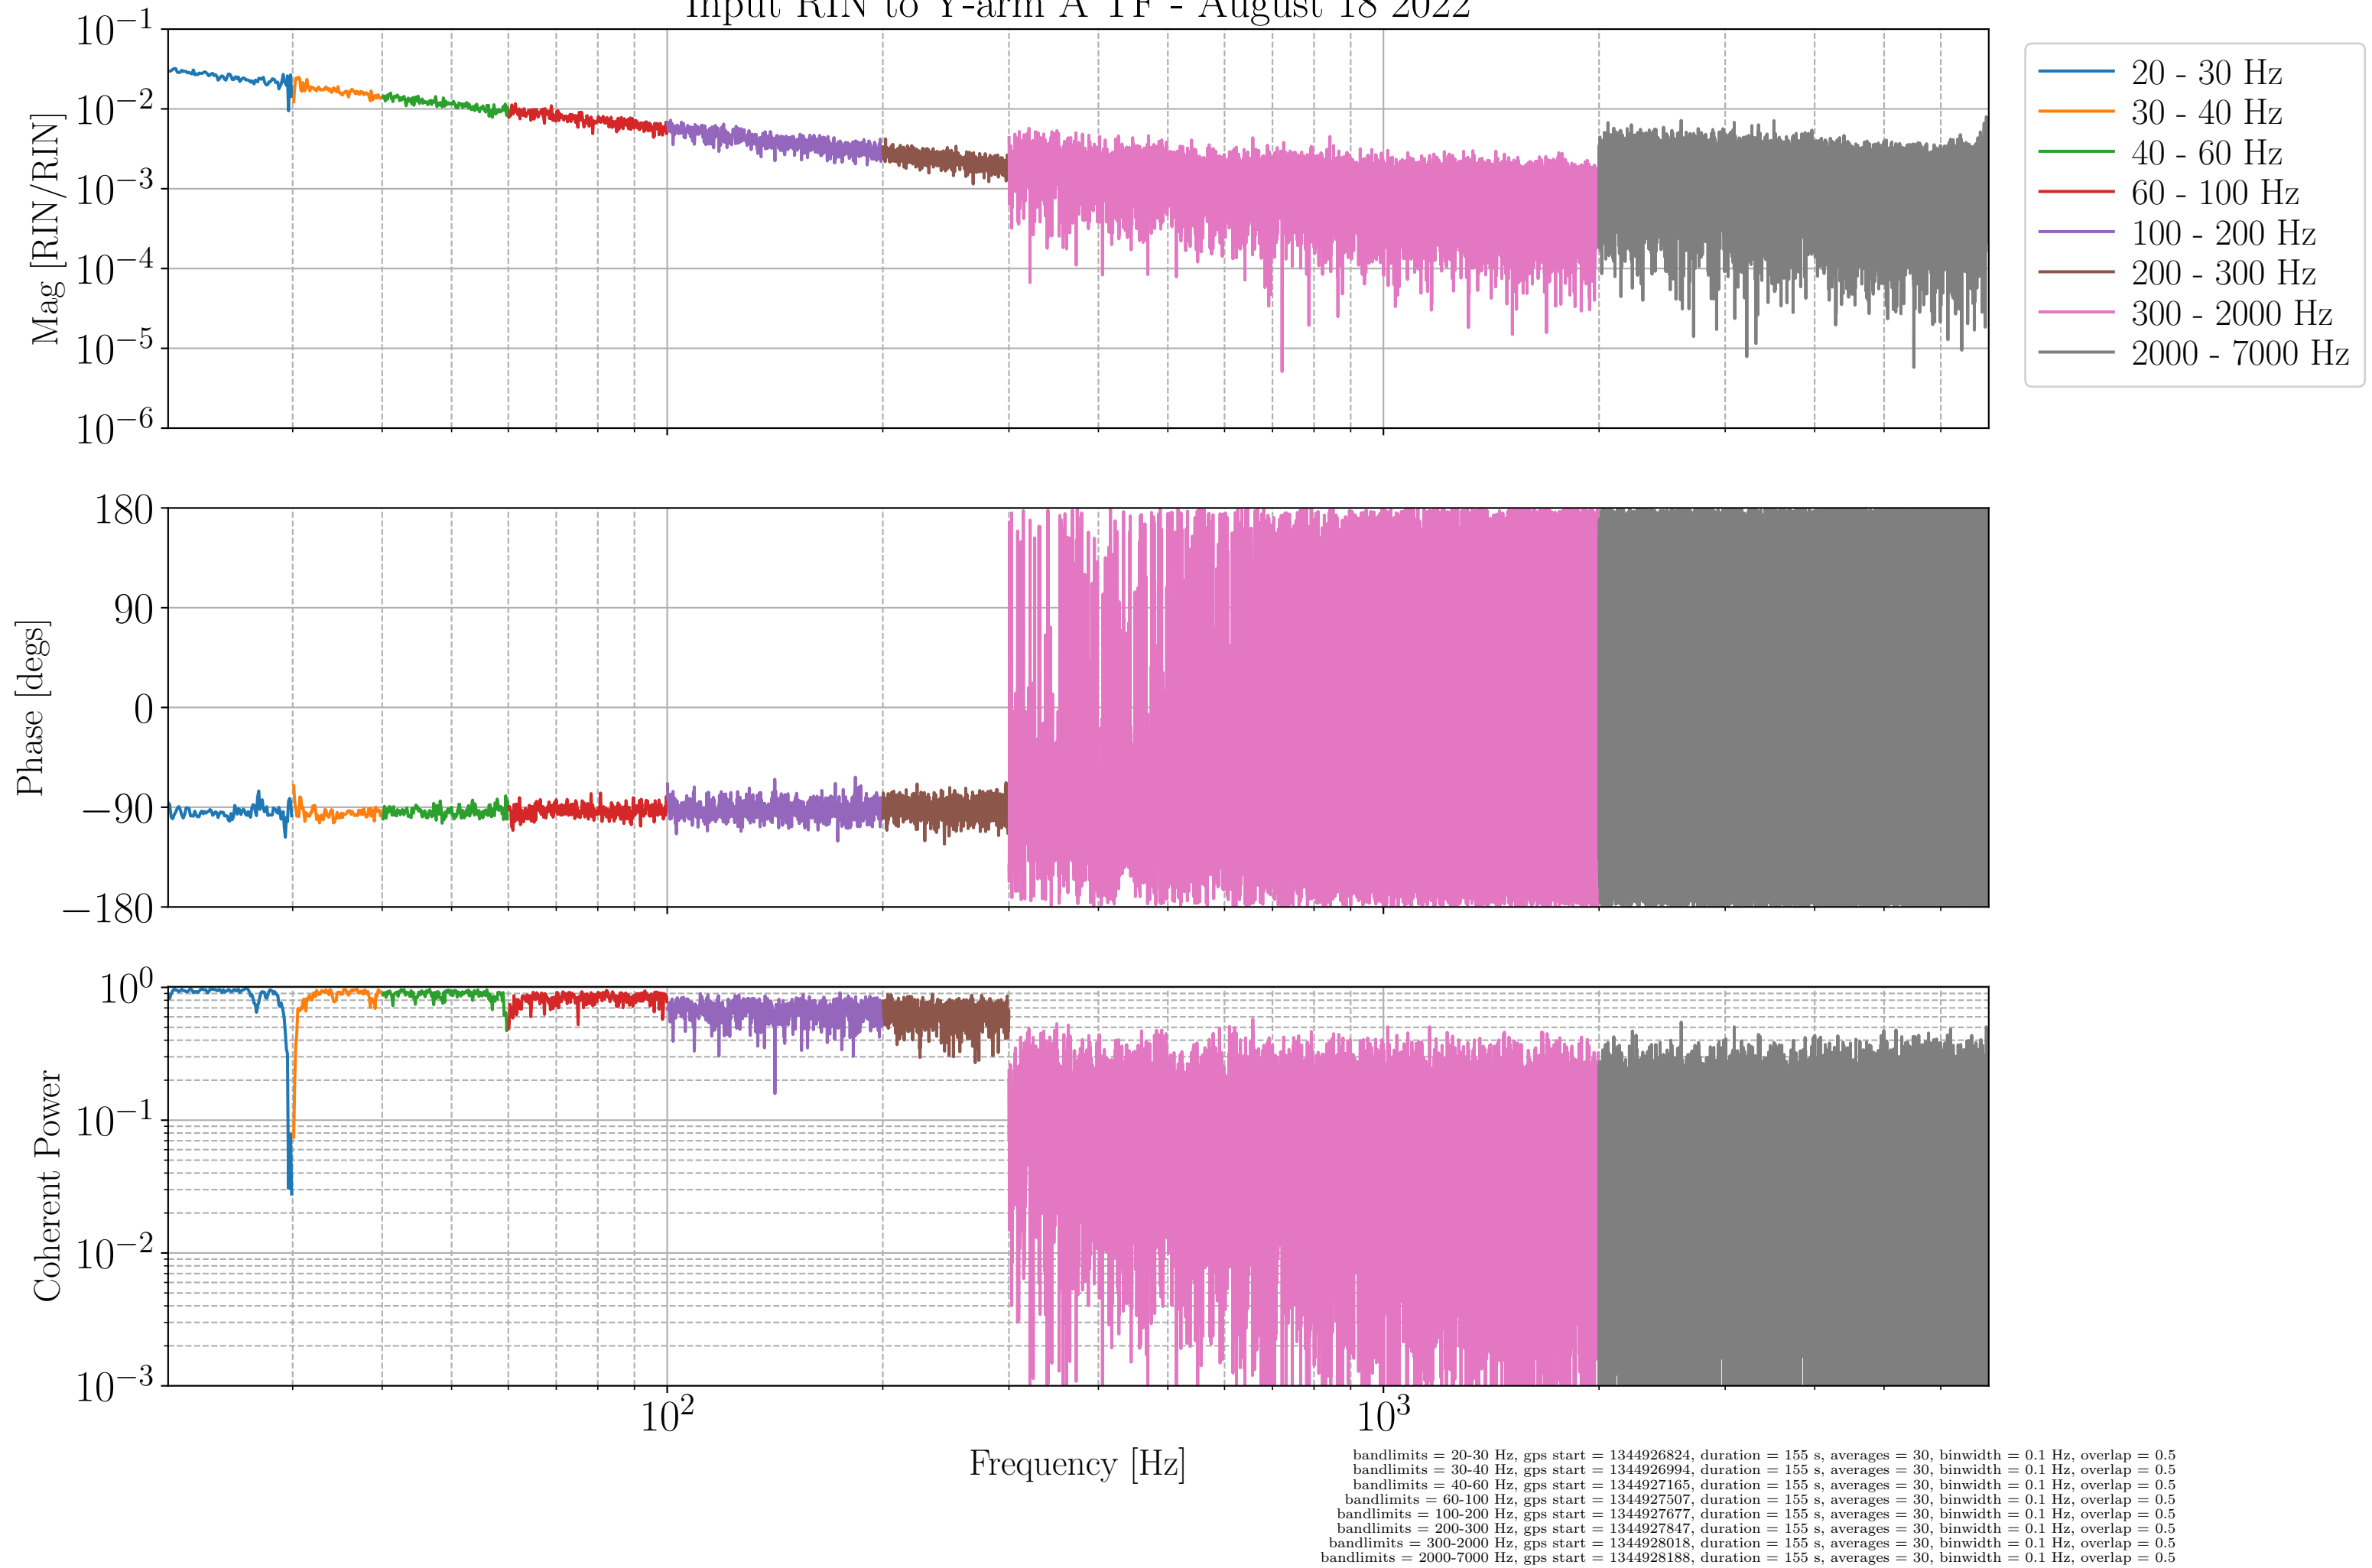 Input RIN to Y-arm A TF - August 18 2022
10−1
10−2
10−3
10−4
10−5
10−6
Mag [RIN/RIN]
20 - 30 Hz
30 - 40 Hz
40 - 60 Hz
60 - 100 Hz
100 - 200 Hz
200 - 300 Hz
300 - 2000 Hz
2000 - 7000 Hz
180
90
0
−90
−180
Phase [degs]
100
10−1
10−2
10−3
Coherent Power
102
103
Frequency [Hz]
bandlimits = 20-30 Hz, gps start = 1344926824, duration = 155 s, averages = 30, binwidth = 0.1 Hz, overlap = 0.5
bandlimits = 30-40 Hz, gps start = 1344926994, duration = 155 s, averages = 30, binwidth = 0.1 Hz, overlap = 0.5
bandlimits = 40-60 Hz, gps start = 1344927165, duration = 155 s, averages = 30, binwidth = 0.1 Hz, overlap = 0.5
bandlimits = 60-100 Hz, gps start = 1344927507, duration = 155 s, averages = 30, binwidth = 0.1 Hz, overlap = 0.5
bandlimits = 100-200 Hz, gps start = 1344927677, duration = 155 s, averages = 30, binwidth = 0.1 Hz, overlap = 0.5
bandlimits = 200-300 Hz, gps start = 1344927847, duration = 155 s, averages = 30, binwidth = 0.1 Hz, overlap = 0.5
bandlimits = 300-2000 Hz, gps start = 1344928018, duration = 155 s, averages = 30, binwidth = 0.1 Hz, overlap = 0.5
bandlimits = 2000-7000 Hz, gps start = 1344928188, duration = 155 s, averages = 30, binwidth = 0.1 Hz, overlap = 0.5